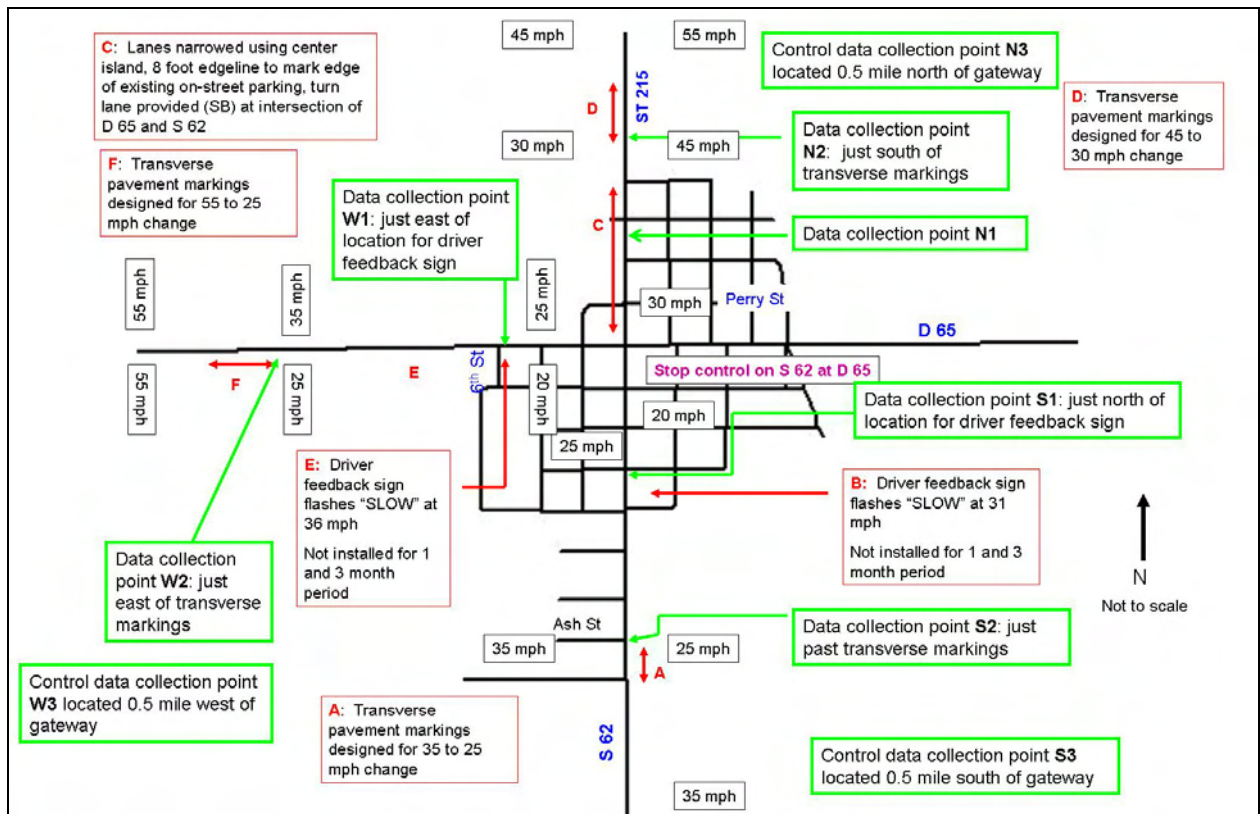 C: Lanes narrowed using center
island, 8 foot edgeline to mark edge
of existing on-street parking, turn
lane provided (SB) at intersection of
D 65 and S 62
45 mph
55 mph
ST 215
Control data collection point N3
located 0.5 mile north of gateway
D
D: Transverse
pavement markings
designed for 45 to
30 mph change
F: Transverse
pavement markings
designed for 55 to 25
mph change
30 mph
45 mph
Data collection point
N2: just south of
transverse markings
Data collection point
W1: just east of
location for driver
feedback sign
C
Data collection point N1
55 mph
35 mph
25 mph
30 mph
Perry St
D 65
F
E
6th St
Stop control on S 62 at D 65
55 mph
25 mph
20 mph
20 mph
Data collection point S1: just north of
location for driver feedback sign
25 mph
E: Driver
feedback sign
flashes “SLOW” at
36 mph
Not installed for 1
and 3 month
period
B: Driver feedback sign
flashes “SLOW” at 31
mph
Not installed for 1 and 3
month period
N
Not to scale
Data collection
point W2: just
east of transverse
markings
Ash St
35 mph
25 mph
Data collection point S2: just
past transverse markings
A
Control data collection point
W3 located 0.5 mile west of
gateway
A: Transverse
pavement markings
designed for 35 to 25
mph change
S 62
Control data collection point S3
located 0.5 mile south of gateway
35 mph